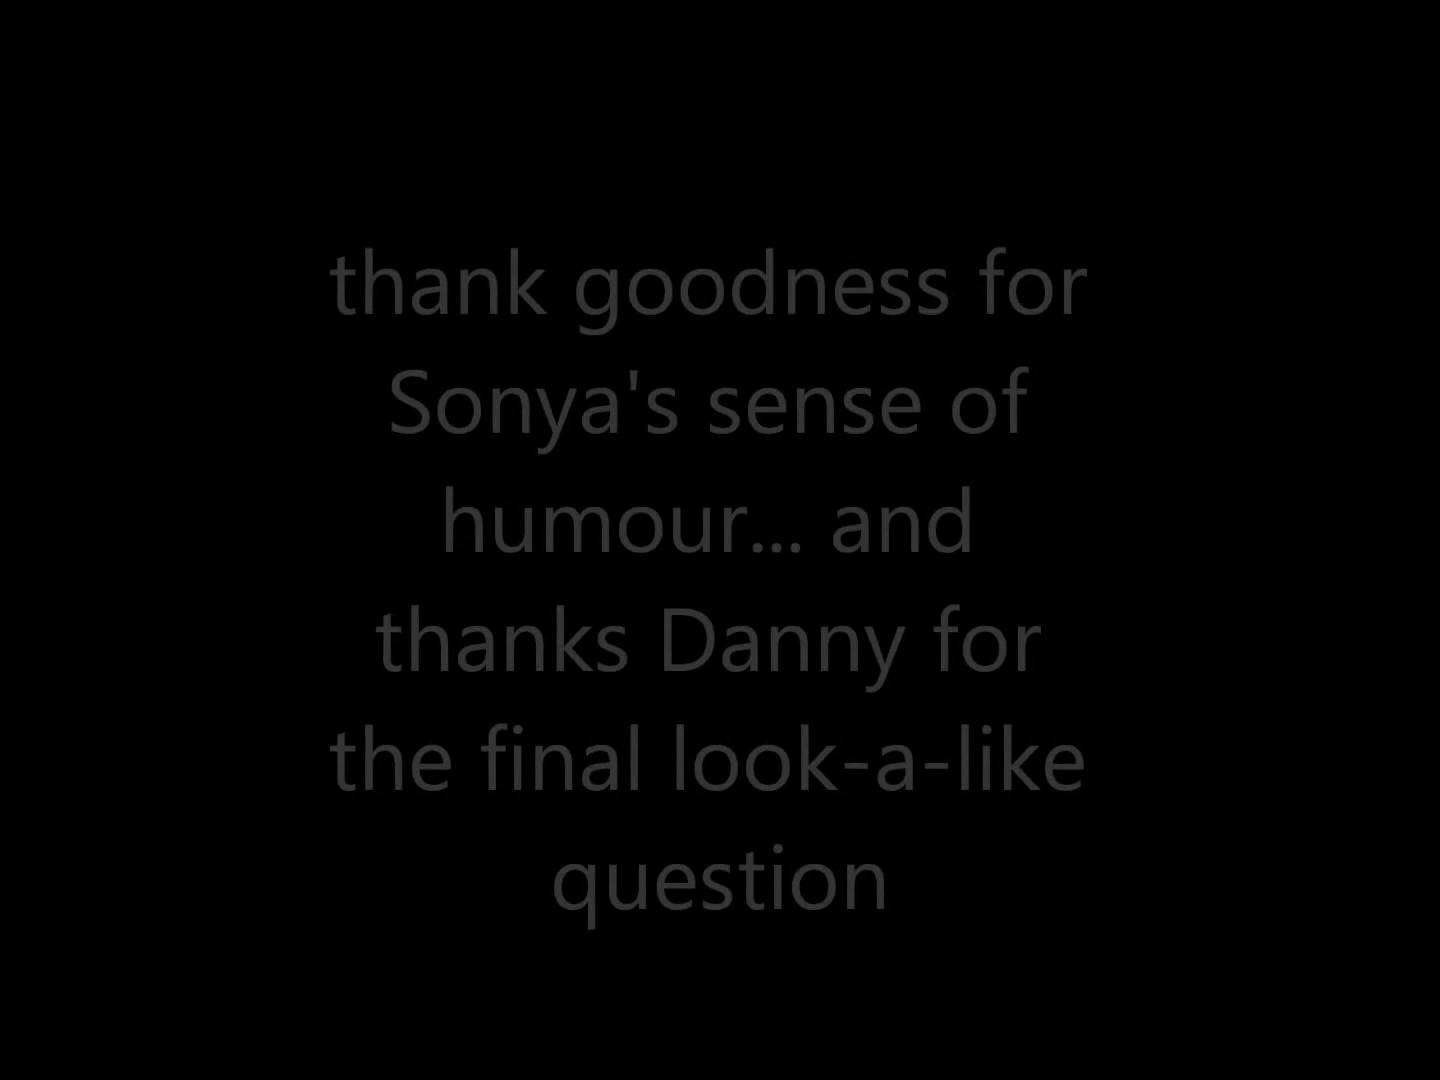 thank goodness for
Sonya's sense of
humour... and
thanks Danny for
the final look-a-like
question